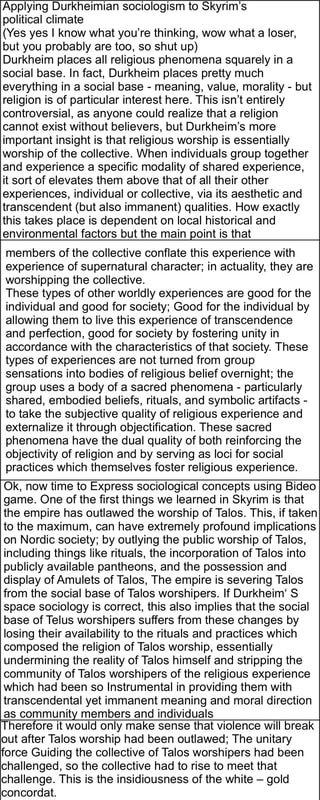 Applying Durkheimian sociologism to Skyrim's
political climate
(Yes yes I know what you're thinking, wow what a loser,
but you probably are too, so shut up)
Durkheim places all religious phenomena squarely in a
social base. In fact, Durkheim places pretty much
everything in a social base - meaning, value, morality - but
religion is of particular interest here. This isn't entirely
controversial, as anyone could realize that a religion
cannot exist without believers, but Durkheim's more
important insight is that religious worship is essentially
worship of the collective. When individuals group together
and experience a specific modality of shared experience,
it sort of elevates them above that of all their other
experiences, individual or collective, via its aesthetic and
transcendent (but also immanent) qualities. How exactly
this takes place is dependent on local historical and
environmental factors but the main point is that
members of the collective conflate this experience with
experience of supernatural character; in actuality, they are
worshipping the collective.
These types of other worldly experiences are good for the
individual and good for society; Good for the individual by
allowing them to live this experience of transcendence
and perfection, good for society by fostering unity in
accordance with the characteristics of that society. These
types of experiences are not turned from group
sensations into bodies of religious belief overnight; the
group uses a body of a sacred phenomena - particularly
shared, embodied beliefs, rituals, and symbolic artifacts -
to take the subjective quality of religious experience and
externalize it through objectification. These sacred
phenomena have the dual quality of both reinforcing the
objectivity of religion and by serving as loci for social
practices which themselves foster religious experience.
Ok, now time to Express sociological concepts using Bideo
game. One of the first things we learned in Skyrim is that
the empire has outlawed the worship of Talos. This, if taken
to the maximum, can have extremely profound implications
on Nordic society; by outlying the public worship of Talos,
including things like rituals, the incorporation of Talos into
publicly available pantheons, and the possession and
display of Amulets of Talos, The empire is severing Talos
from the social base of Talos worshipers. If Durkheim' S
space sociology is correct, this also implies that the social
base of Telus worshipers suffers from these changes by
losing their availability to the rituals and practices which
composed the religion of Talos worship, essentially
undermining the reality of Talos himself and stripping the
community of Talos worshipers of the religious experience
which had been so Instrumental in providing them with
transcendental yet immanent meaning and moral direction
as community members and individuals
Therefore it would only make sense that violence will break
out after Talos worship had been outlawed; The unitary
force Guiding the collective of Talos worshipers had been
challenged, so the collective had to rise to meet that
challenge. This is the insidiousness of the white – gold
concordat.